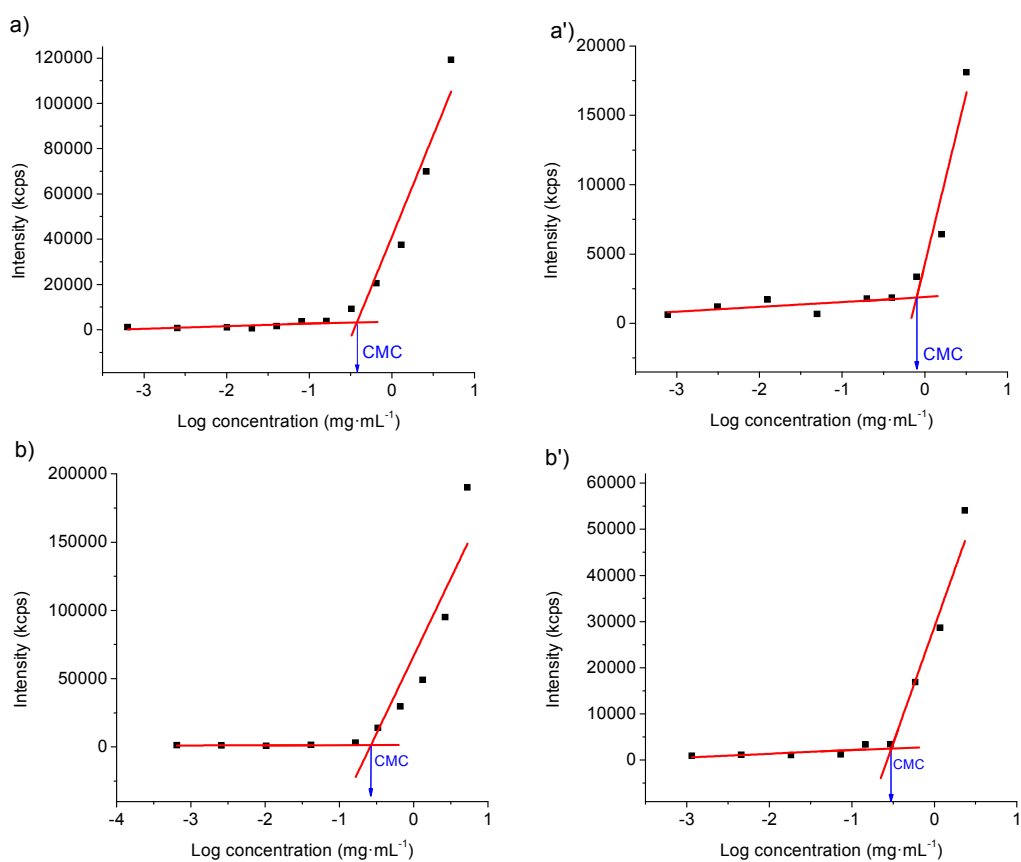 a)
120000
100000
80000
60000
40000
20000
0
Intensity (kcps)
CMC
-3
-2
-1
0
1
Log concentration (mg·mL⁻¹)
a')
20000
15000
10000
5000
0
Intensity (kcps)
CMC
-3
-2
-1
0
1
Log concentration (mg·mL⁻¹)
b)
200000
150000
100000
50000
0
Intensity (kcps)
CMC
-4
-3
-2
-1
0
1
Log concentration (mg·mL⁻¹)
b')
60000
50000
40000
30000
20000
10000
0
Intensity (kcps)
CMC
-3
-2
-1
0
1
Log concentration (mg·mL⁻¹)